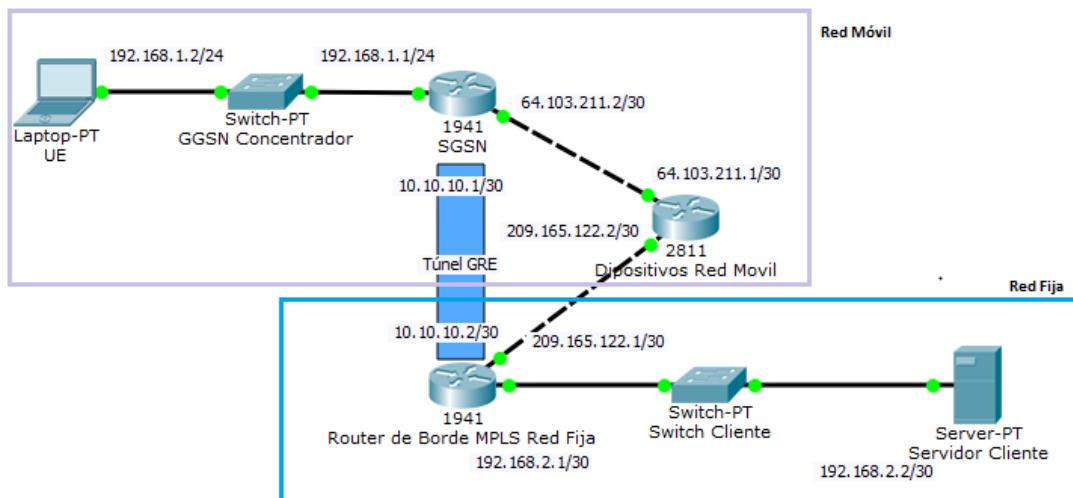 Red Móvil
192.168.1.2/24
192.168.1.1/24
Laptop-PT
UE
Switch-PT
GGSN Concentrador
1941
SGSN
64.103.211.2/30
64.103.211.1/30
10.10.10.1/30
209.165.122.2/30
2811
Dipositivos Red Movil
Túnel GRE
Red Fija
10.10.10.2/30
209.165.122.1/30
1941
Router de Borde MPLS Red Fija
192.168.2.1/30
Switch-PT
Switch Cliente
Server-PT
Servidor Cliente
192.168.2.2/30